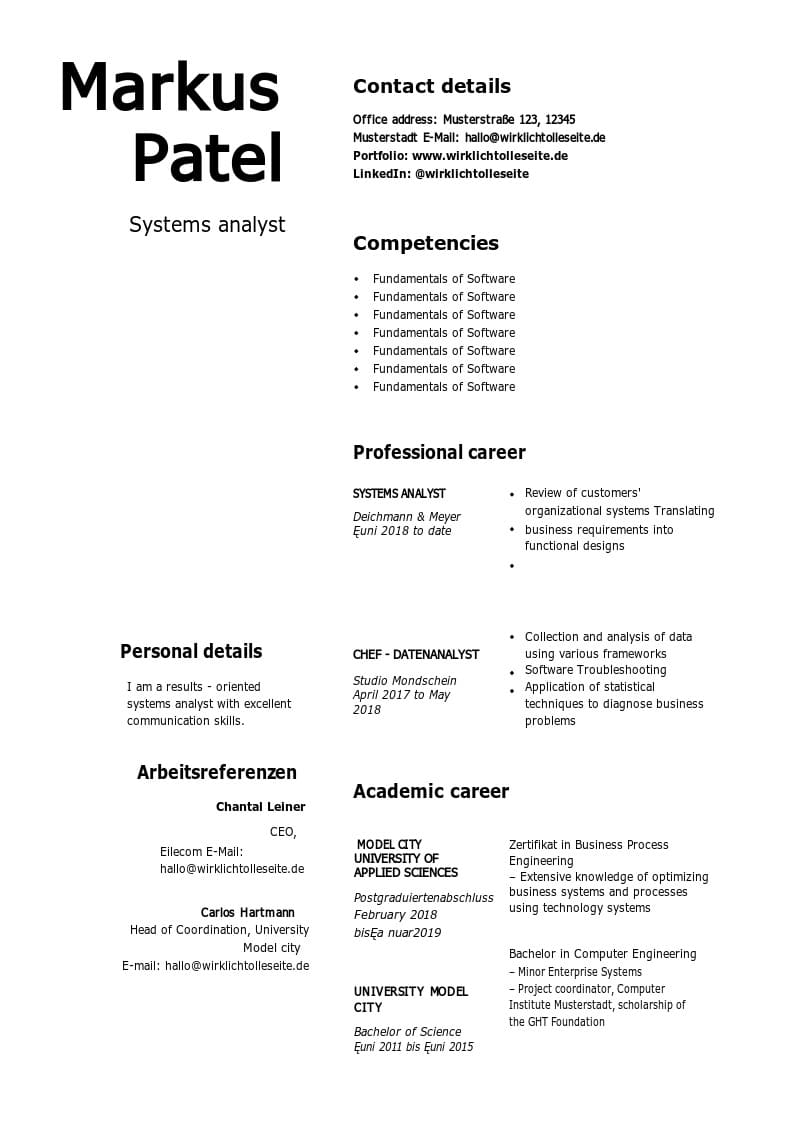 Markus
Patel
Systems analyst
Contact details
Office address: Musterstraße 123, 12345
Musterstadt E-Mail: hallo@wirklichtolleseite.de
Portfolio: www.wirklichtolleseite.de
LinkedIn: @wirklichtolleseite
Competencies
• Fundamentals of Software
• Fundamentals of Software
• Fundamentals of Software
• Fundamentals of Software
• Fundamentals of Software
• Fundamentals of Software
• Fundamentals of Software
Professional career
SYSTEMS ANALYST
Deichmann & Meyer
Ęuni 2018 to date
• Review of customers'
organizational systems Translating
• business requirements into
functional designs
•
CHEF - DATENANALYST
Studio Mondschein
April 2017 to May
2018
• Collection and analysis of data
using various frameworks
• Software Troubleshooting
• Application of statistical
techniques to diagnose business
problems
Personal details
I am a results - oriented
systems analyst with excellent
communication skills.
Arbeitsreferenzen
Chantal Leiner
CEO,
Eilecom E-Mail:
hallo@wirklichtolleseite.de
Carlos Hartmann
Head of Coordination, University
Model city
E-mail: hallo@wirklichtolleseite.de
Academic career
MODEL CITY
UNIVERSITY OF
APPLIED SCIENCES
Postgraduiertenabschluss
February 2018
bisĘa nuar2019
Zertifikat in Business Process
Engineering
– Extensive knowledge of optimizing
business systems and processes
using technology systems
UNIVERSITY MODEL
CITY
Bachelor of Science
Ęuni 2011 bis Ęuni 2015
Bachelor in Computer Engineering
– Minor Enterprise Systems
– Project coordinator, Computer
Institute Musterstadt, scholarship of
the GHT Foundation